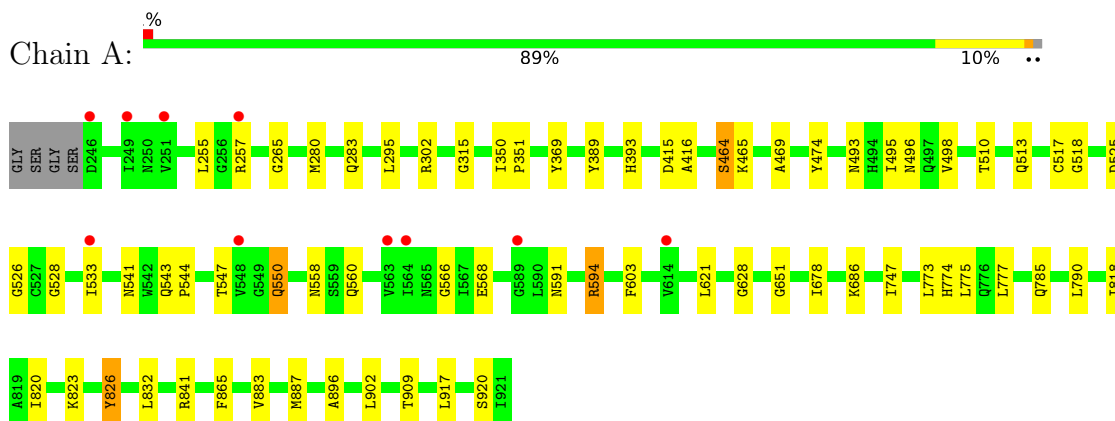 %
Chain A:
89% 10% ..
GLY SER GLY SER D246 I249 N250 V251 L255 G256 R257 G265 M280 Q283 L295 R302 G315 I350 P351 Y369 Y389 H393 D415 A416 S464 K465 A469 Y474 N493 H494 I495 N496 Q497 V498 T510 Q513 C517 G518
G526 C527 G528 I533 N541 W542 Q543 P544 T547 V548 G549 Q550 N558 S559 Q560 V563 I564 N565 G566 I567 E568 G589 L590 N591 R594 F603 V614 L621 G628 G651 I678 K686 I747 L773 H774 L775 Q776 L777 Q785 L790
A819 I820 K823 Y826 L832 R841 F865 V883 M887 A896 L902 T909 L917 S920 I921